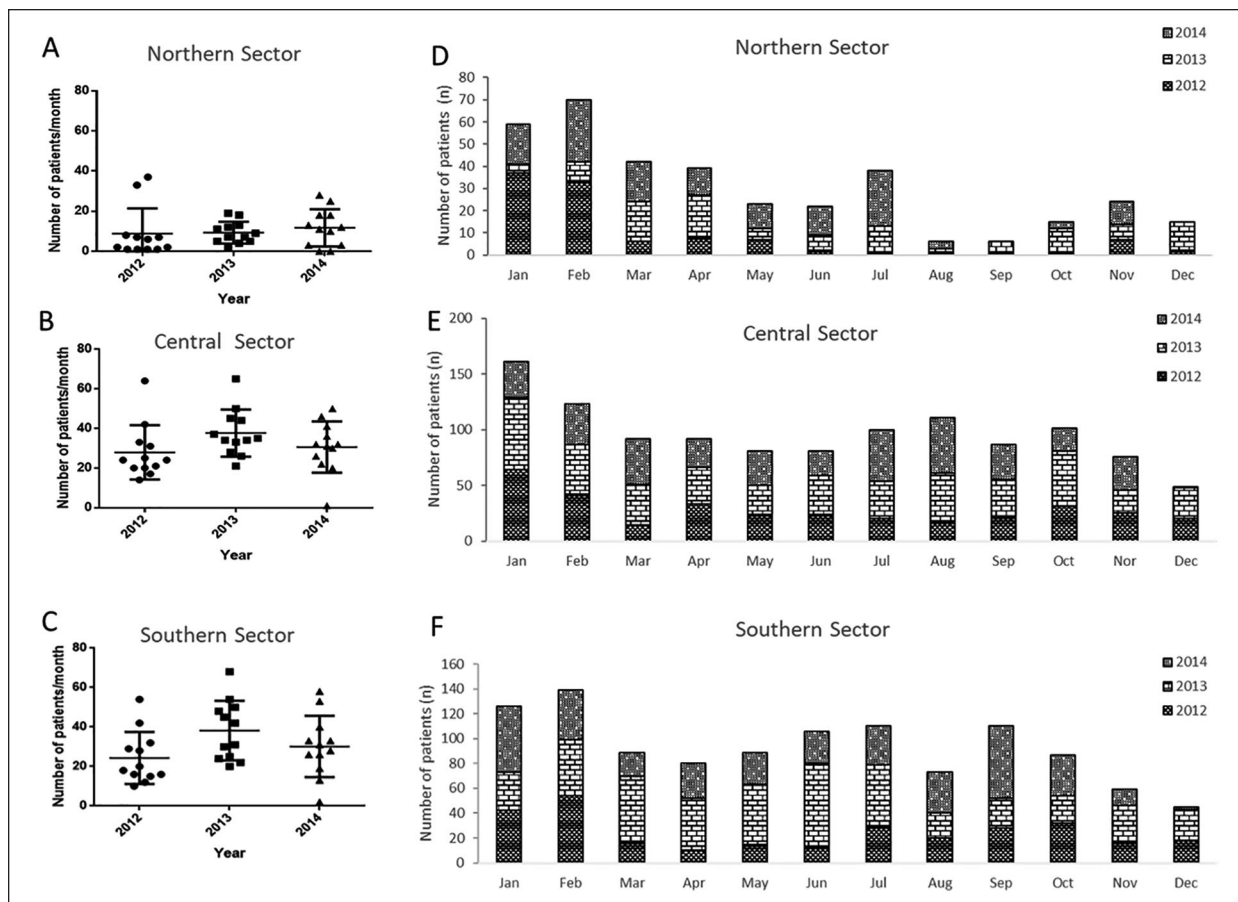 A
Northern Sector
Number of patients/month
80
60
40
20
0
2012
2013
2014
Year
B
Central Sector
Number of patients/month
80
60
40
20
0
2012
2013
2014
Year
C
Southern Sector
Number of patients/month
80
60
40
20
0
2012
2013
2014
Year
D
Northern Sector
2014
2013
2012
Number of patients (n)
80
70
60
50
40
30
20
10
0
Jan Feb Mar Apr May Jun Jul Aug Sep Oct Nov Dec
E
Central Sector
2014
2013
2012
Number of patients (n)
200
150
100
50
0
Jan Feb Mar Apr May Jun Jul Aug Sep Oct Nor Dec
F
Southern Sector
2014
2013
2012
Number of patients (n)
160
140
120
100
80
60
40
20
0
Jan Feb Mar Apr May Jun Jul Aug Sep Oct Nov Dec